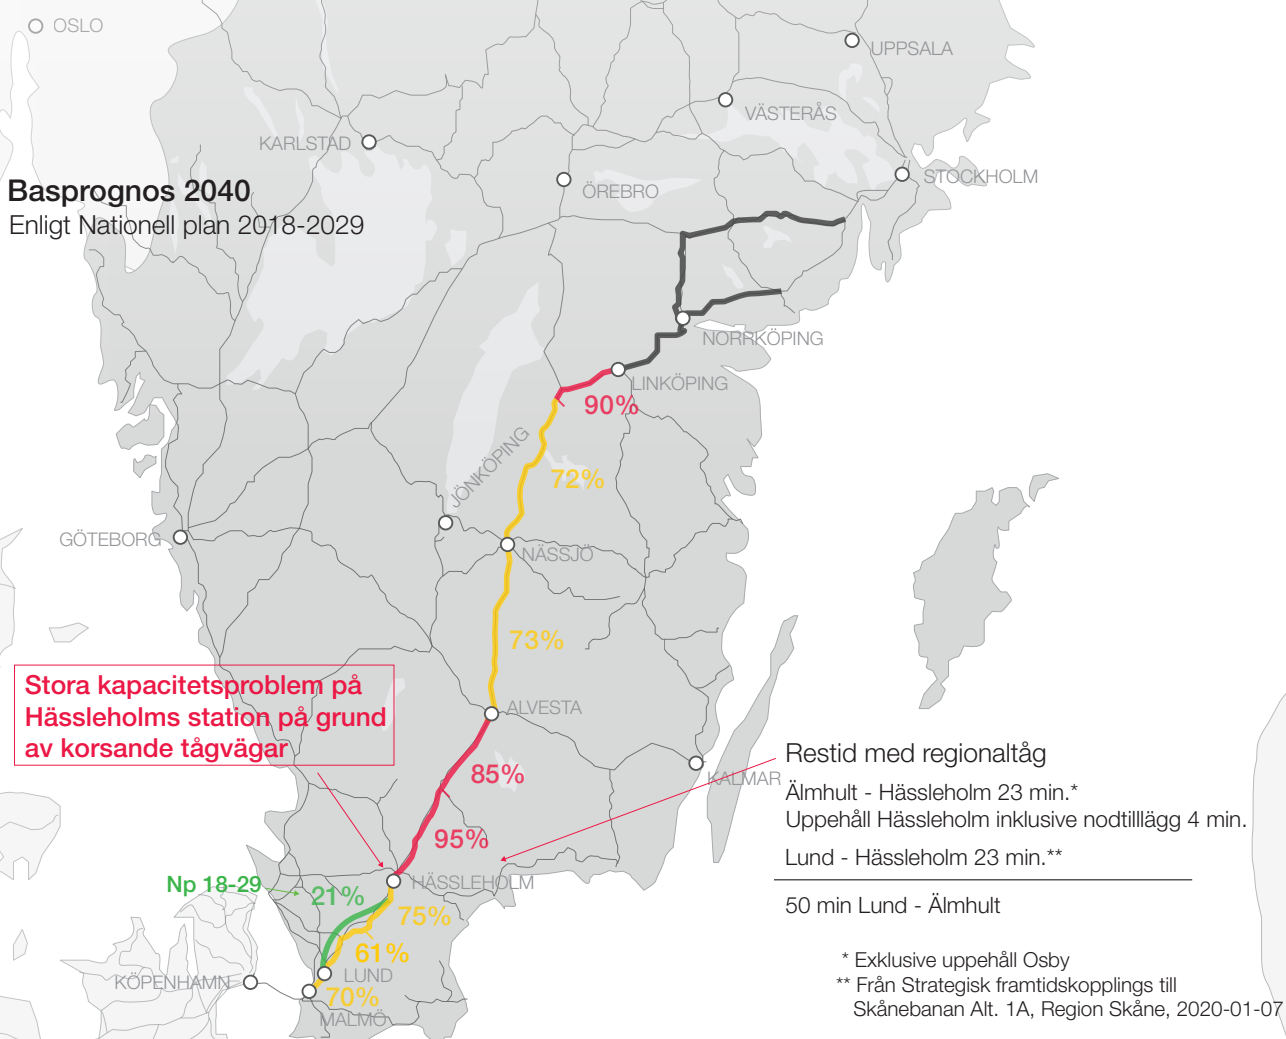 OSLO
UPPSALA
VÄSTERÅS
KARLSTAD
STOCKHOLM
ÖREBRO
Basprognos 2040
Enligt Nationell plan 2018-2029
NORRKÖPING
LINKÖPING
90%
JÖNKÖPING
72%
GÖTEBORG
NÄSSJÖ
73%
Stora kapacitetsproblem på
Hässleholms station på grund
av korsande tågvägar
ALVESTA
85%
KALMAR
95%
Restid med regionaltåg
Älmhult - Hässleholm 23 min.*
Uppehåll Hässleholm inklusive nodtilllägg 4 min.
Lund - Hässleholm 23 min.**
50 min Lund - Älmhult
HÄSSLEHOLM
Np 18-29
21%
75%
61%
KÖPENHAMN
LUND
70%
MALMÖ
* Exklusive uppehåll Osby
** Från Strategisk framtidskopplings till
Skånebanan Alt. 1A, Region Skåne, 2020-01-07